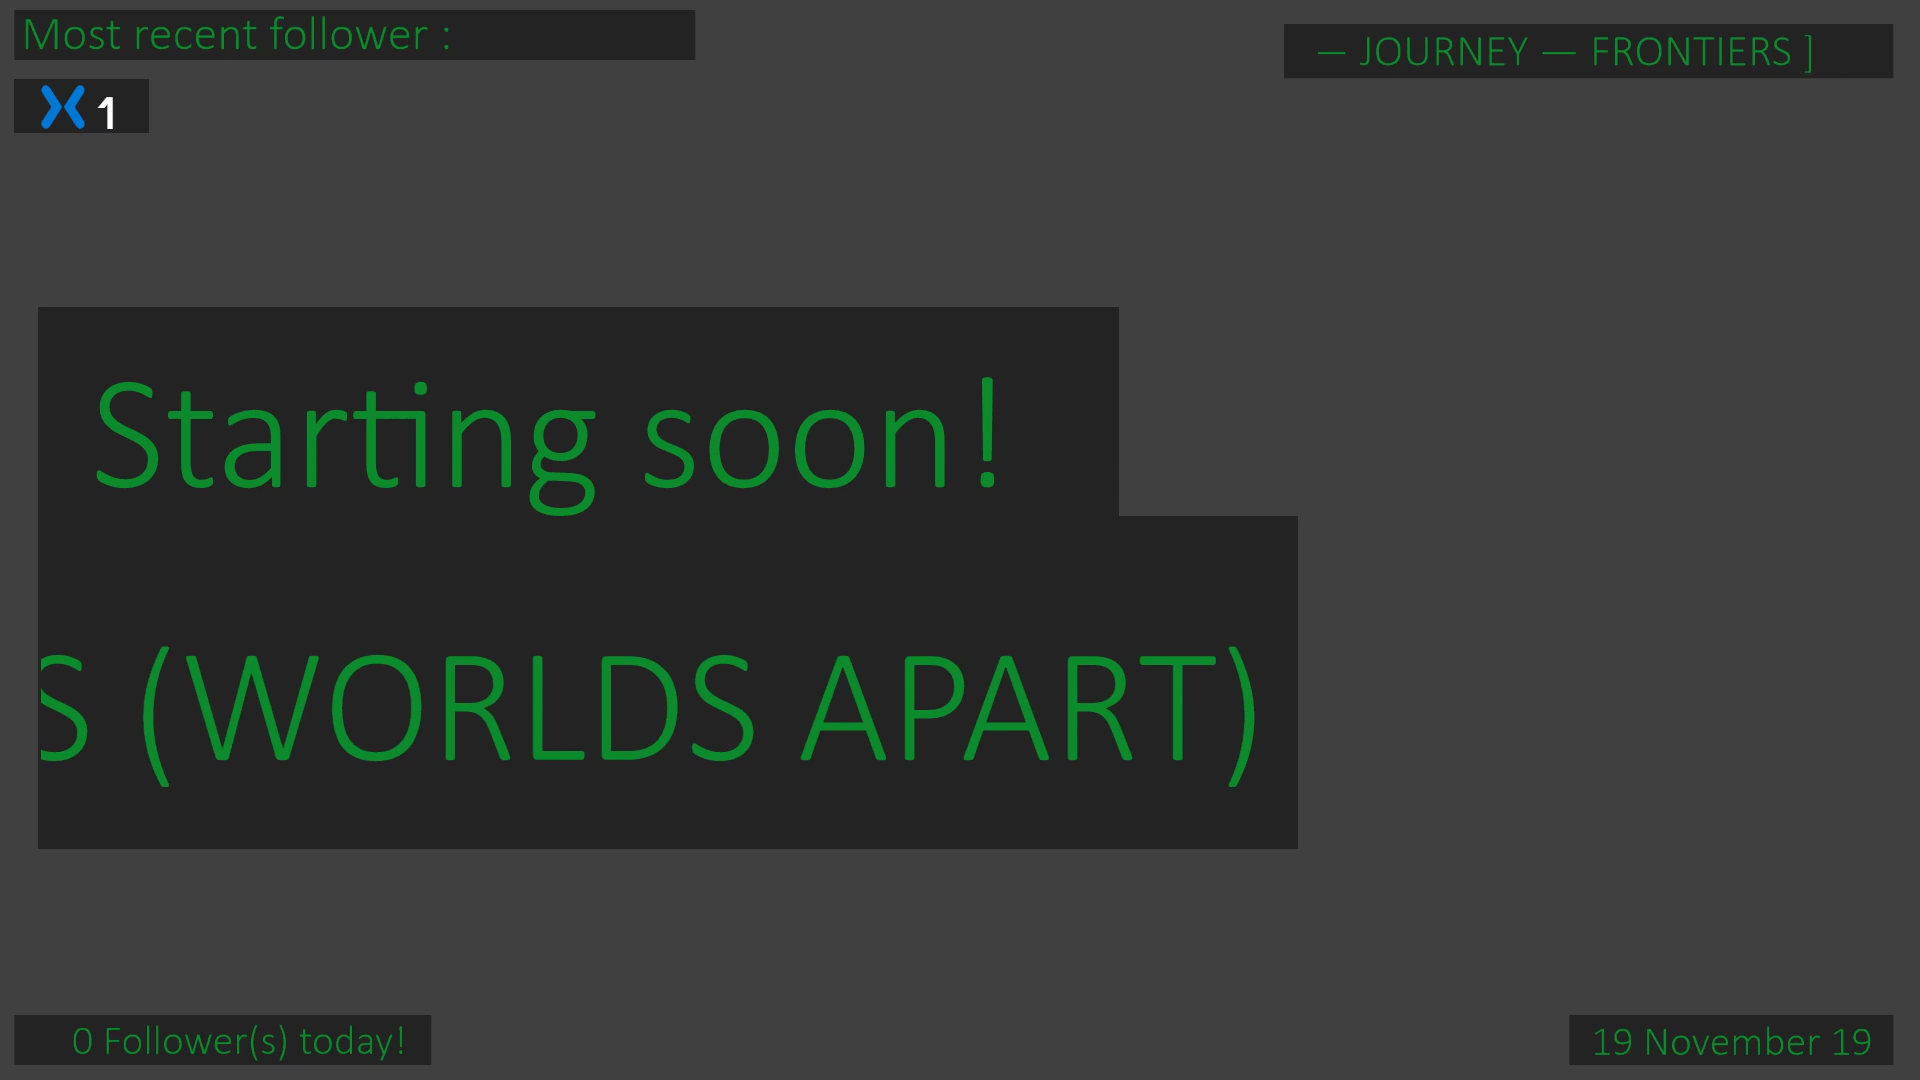 Most recent follower :
— JOURNEY — FRONTIERS ]
1
Starting soon!
S (WORLDS APART)
0 Follower(s) today!
19 November 19